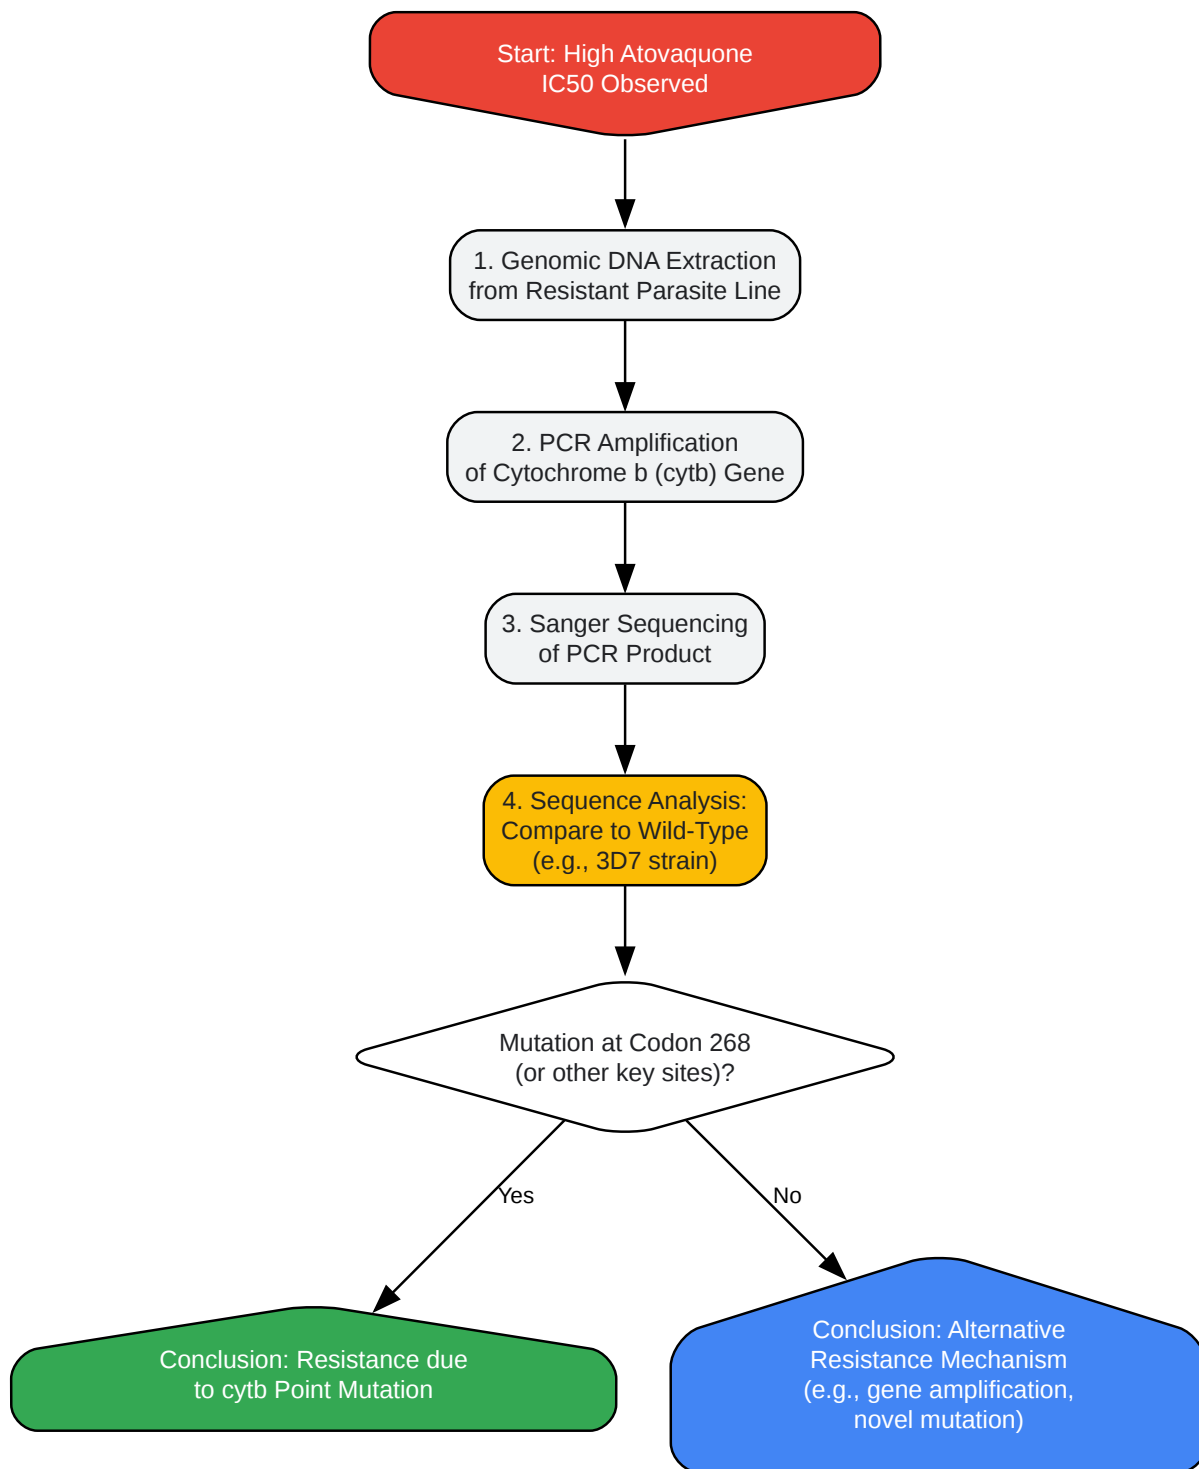 Start: High Atovaquone
IC50 Observed
1. Genomic DNA Extraction
from Resistant Parasite Line
2. PCR Amplification
of Cytochrome b (cytb) Gene
3. Sanger Sequencing
of PCR Product
4. Sequence Analysis:
Compare to Wild-Type
(e.g., 3D7 strain)
Mutation at Codon 268
(or other key sites)?
Yes
No
Conclusion: Resistance due
to cytb Point Mutation
Conclusion: Alternative
Resistance Mechanism
(e.g., gene amplification,
novel mutation)